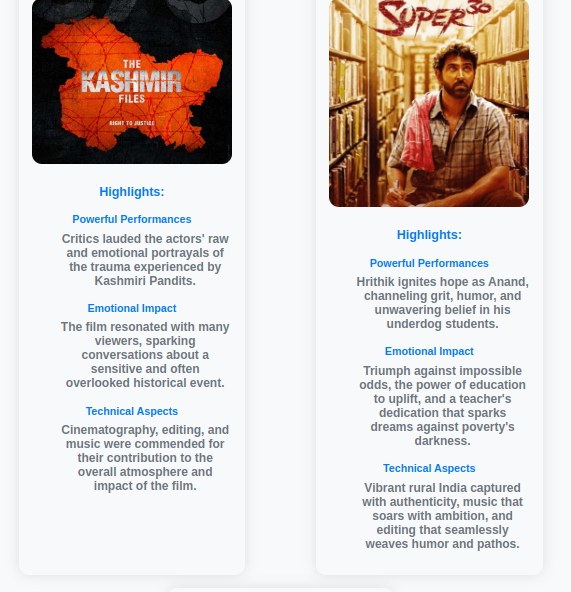 THE
KASHMIR
FILES
RIGHT TO JUSTICE
Highlights:
Powerful Performances
Critics lauded the actors' raw
and emotional portrayals of
the trauma experienced by
Kashmiri Pandits.
Emotional Impact
The film resonated with many
viewers, sparking
conversations about a
sensitive and often
overlooked historical event.
Technical Aspects
Cinematography, editing, and
music were commended for
their contribution to the
overall atmosphere and
impact of the film.
SUPER 30
Highlights:
Powerful Performances
Hrithik ignites hope as Anand,
channeling grit, humor, and
unwavering belief in his
underdog students.
Emotional Impact
Triumph against impossible
odds, the power of education
to uplift, and a teacher's
dedication that sparks
dreams against poverty's
darkness.
Technical Aspects
Vibrant rural India captured
with authenticity, music that
soars with ambition, and
editing that seamlessly
weaves humor and pathos.